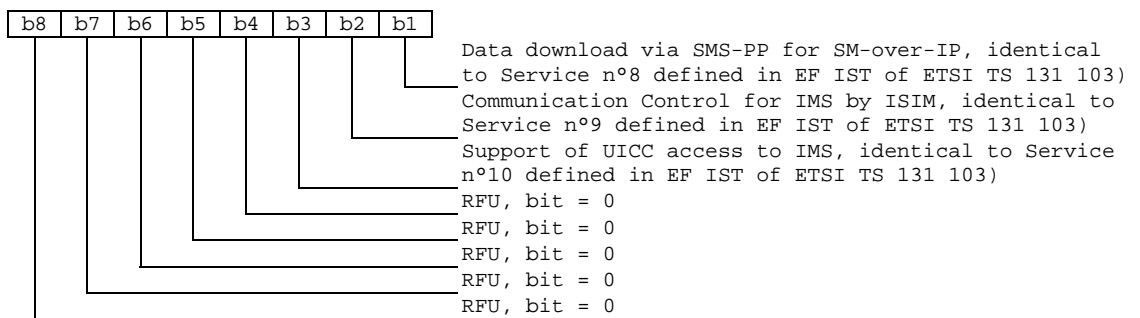 b8 b7 b6 b5 b4 b3 b2 b1
Data download via SMS-PP for SM-over-IP, identical
to Service n°8 defined in EF IST of ETSI TS 131 103)
Communication Control for IMS by ISIM, identical to
Service n°9 defined in EF IST of ETSI TS 131 103)
Support of UICC access to IMS, identical to Service
n°10 defined in EF IST of ETSI TS 131 103)
RFU, bit = 0
RFU, bit = 0
RFU, bit = 0
RFU, bit = 0
RFU, bit = 0